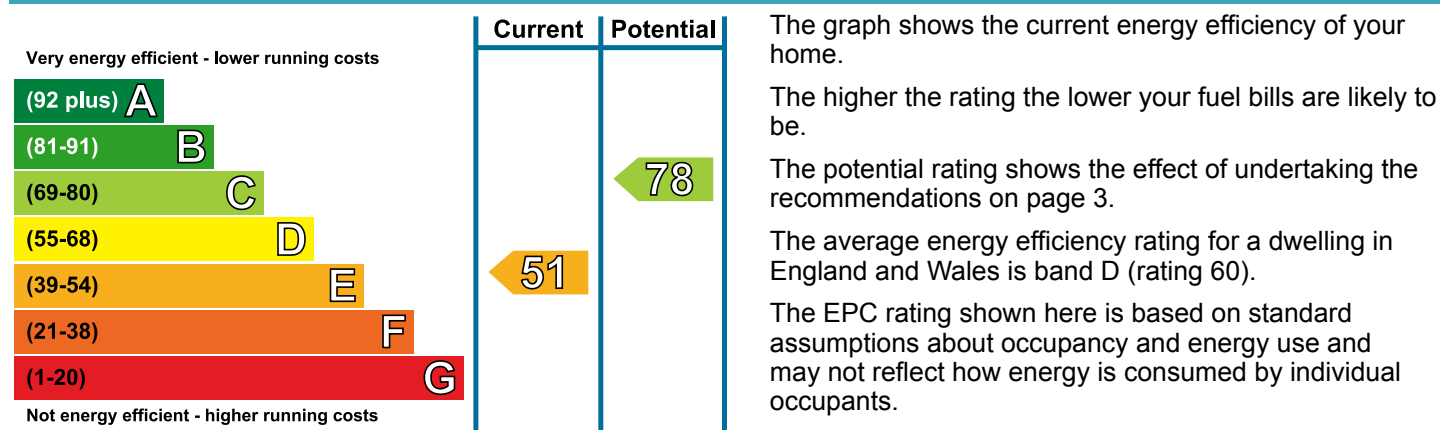 Very energy efficient - lower running costs
(92 plus) A
(81-91) B
(69-80) C
(55-68) D
(39-54) E
(21-38) F
(1-20) G
Not energy efficient - higher running costs
Current Potential
78
51
The graph shows the current energy efficiency of your
home.
The higher the rating the lower your fuel bills are likely to
be.
The potential rating shows the effect of undertaking the
recommendations on page 3.
The average energy efficiency rating for a dwelling in
England and Wales is band D (rating 60).
The EPC rating shown here is based on standard
assumptions about occupancy and energy use and
may not reflect how energy is consumed by individual
occupants.